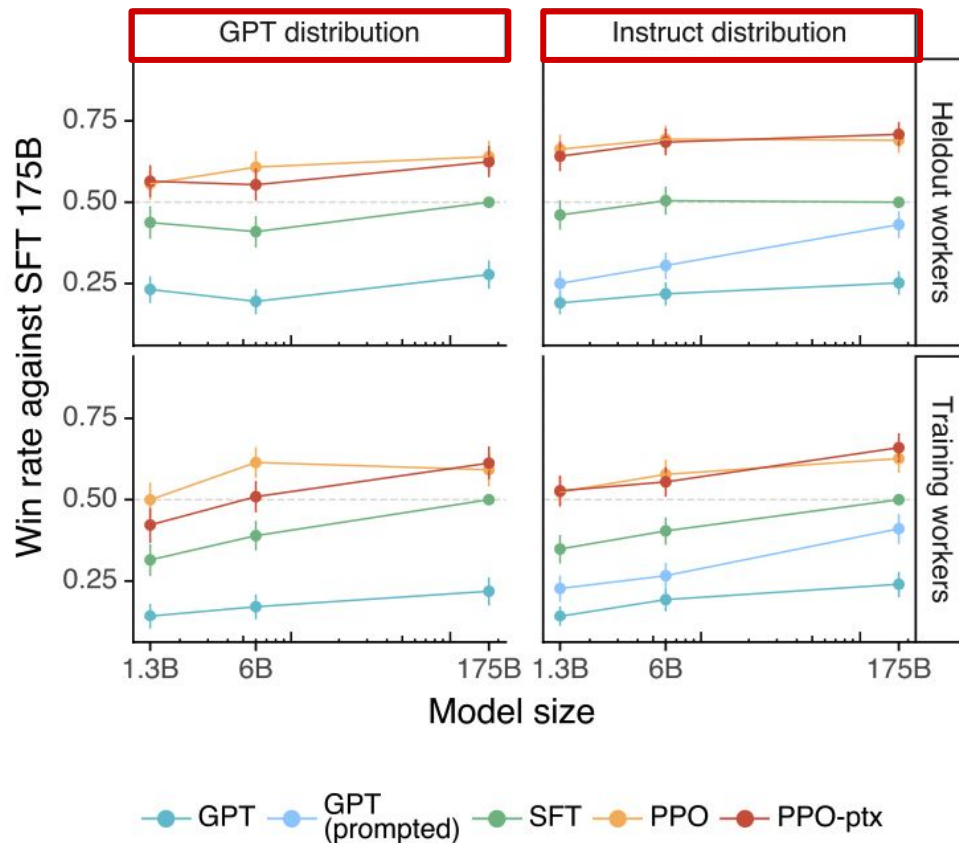 GPT distribution
Instruct distribution
Win rate against SFT 175B
0.75
0.50
0.25
Heldout workers
0.75
0.50
0.25
Training workers
1.3B
6B
175B
1.3B
6B
175B
Model size
GPT
GPT
(prompted)
SFT
PPO
PPO-ptx